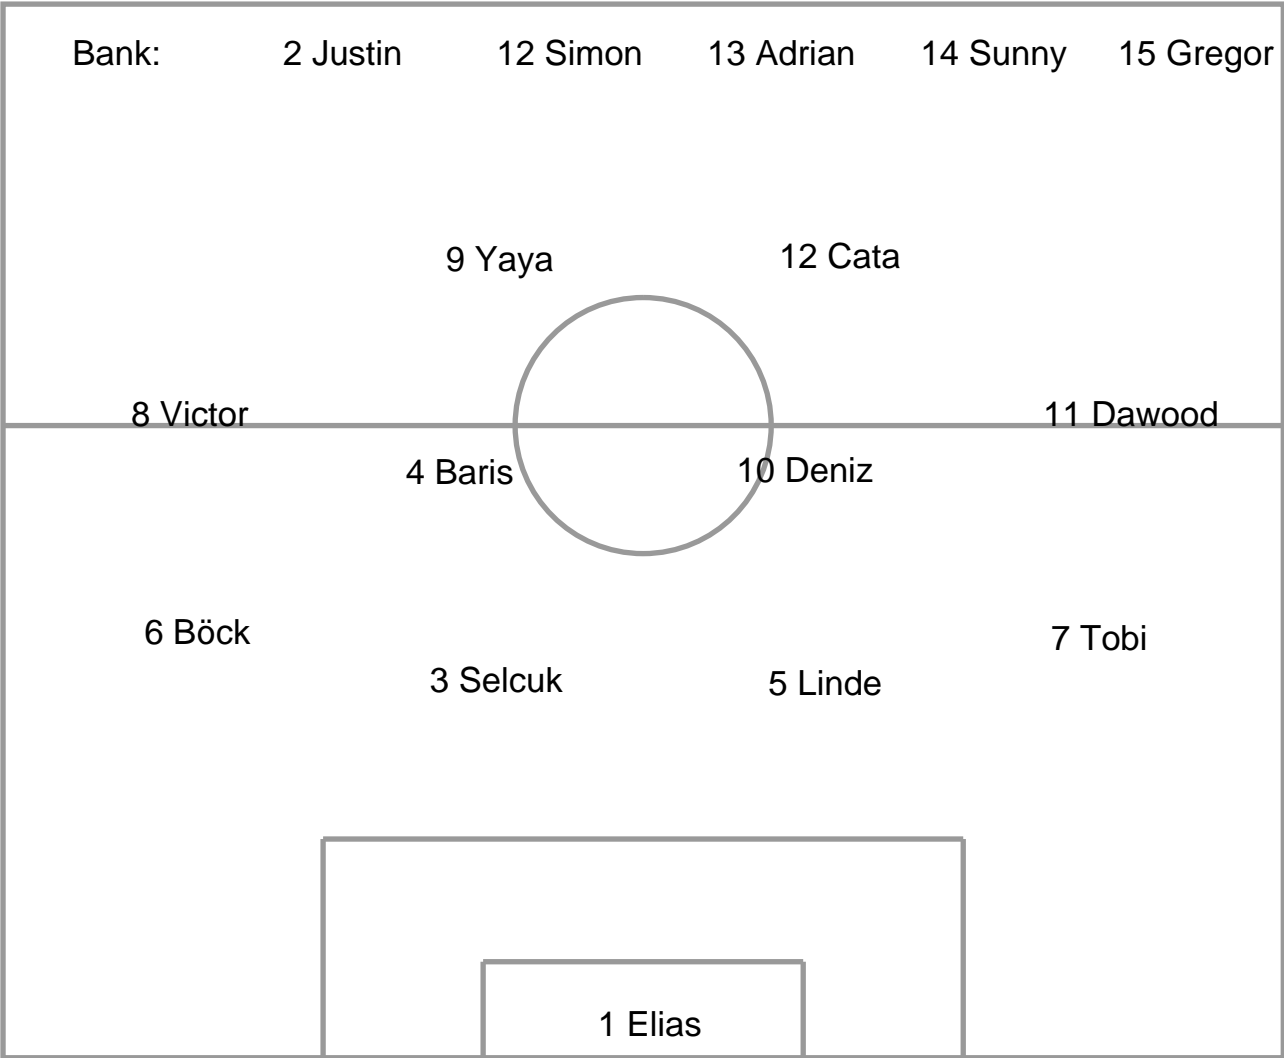 Bank: 2 Justin 12 Simon 13 Adrian 14 Sunny 15 Gregor
9 Yaya 12 Cata
8 Victor 11 Dawood
4 Baris 10 Deniz
6 Böck 7 Tobi
3 Selcuk 5 Linde
1 Elias